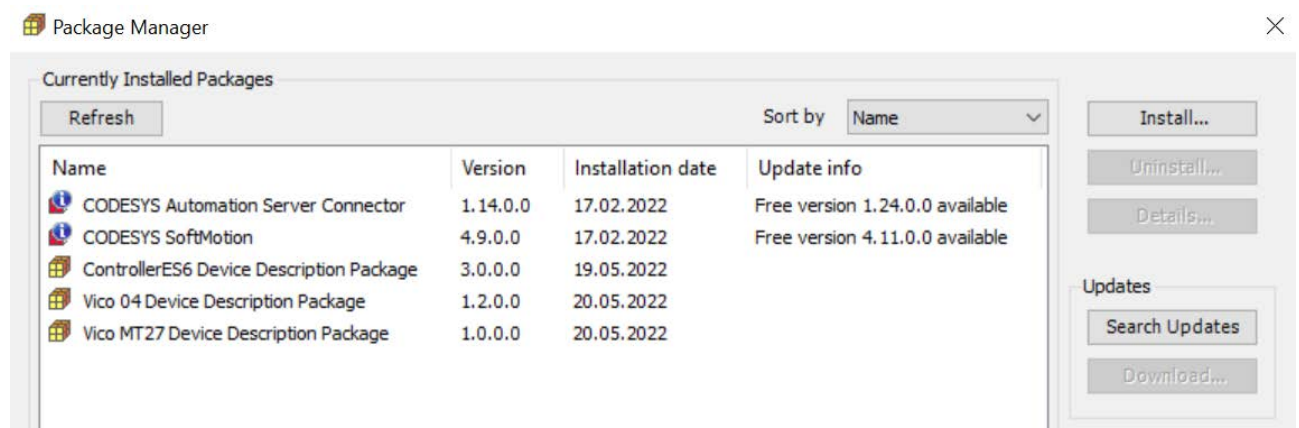 Package Manager
Currently Installed Packages
Refresh
Sort by Name
Install...
Name Version Installation date Update info
Uninstall...
CODESYS Automation Server Connector 1.14.0.0 17.02.2022 Free version 1.24.0.0 available
Details...
CODESYS SoftMotion 4.9.0.0 17.02.2022 Free version 4.11.0.0 available
ControllerES6 Device Description Package 3.0.0.0 19.05.2022
Updates
Vico 04 Device Description Package 1.2.0.0 20.05.2022
Search Updates
Vico MT27 Device Description Package 1.0.0.0 20.05.2022
Download...